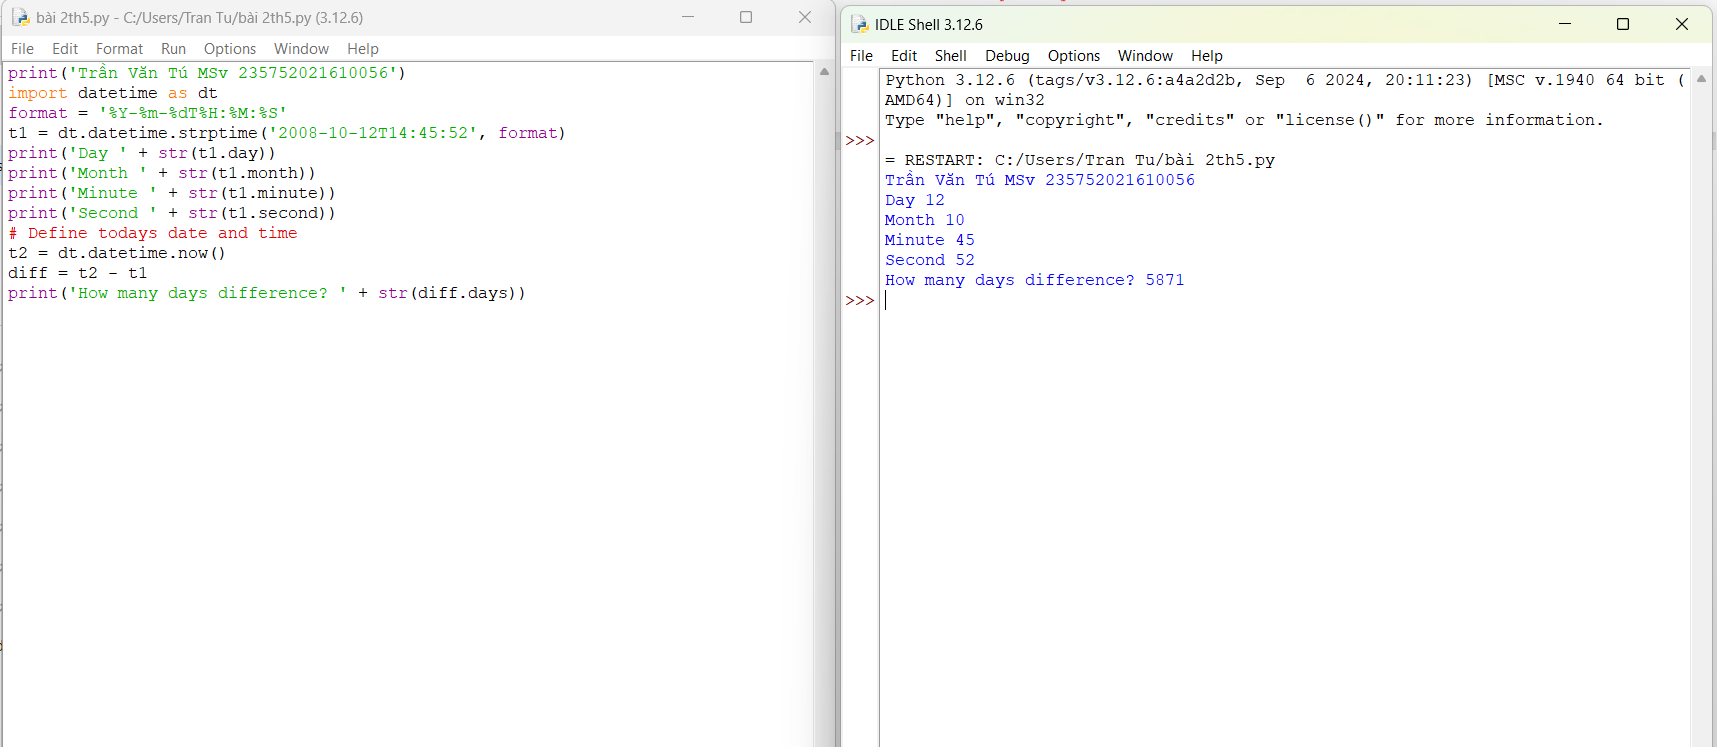 bài 2th5.py - C:/Users/Tran Tu/bài 2th5.py (3.12.6)
File Edit Format Run Options Window Help
print('Trần Văn Tú MSv 235752021610056')
import datetime as dt
format = '%Y-%m-%dT%H:%M:%S'
t1 = dt.datetime.strptime('2008-10-12T14:45:52', format)
print('Day ' + str(t1.day))
print('Month ' + str(t1.month))
print('Minute ' + str(t1.minute))
print('Second ' + str(t1.second))
# Define todays date and time
t2 = dt.datetime.now()
diff = t2 - t1
print('How many days difference? ' + str(diff.days))
IDLE Shell 3.12.6
File Edit Shell Debug Options Window Help
Python 3.12.6 (tags/v3.12.6:a4a2d2b, Sep  6 2024, 20:11:23) [MSC v.1940 64 bit (
AMD64)] on win32
Type "help", "copyright", "credits" or "license()" for more information.
>>>
= RESTART: C:/Users/Tran Tu/bài 2th5.py
Trần Văn Tú MSv 235752021610056
Day 12
Month 10
Minute 45
Second 52
How many days difference? 5871
>>>